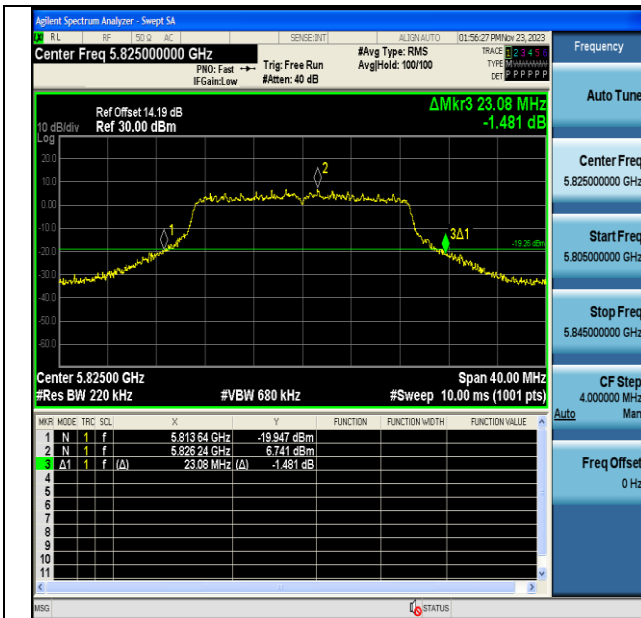 Agilent Spectrum Analyzer - Swept SA
RL RF 50 Ω AC SENSE:INT ALIGN AUTO 01:56:27 PM Nov 23, 2023
Center Freq 5.825000000 GHz
PNO: Fast
IFGain:Low
Trig: Free Run
#Atten: 40 dB
#Avg Type: RMS
Avg|Hold: 100/100
TRACE 1 2 3 4 5 6
TYPE M
DET P P P P P P
Frequency
Auto Tune
Ref Offset 14.19 dB
10 dB/div Ref 30.00 dBm
Log
ΔMkr3 23.08 MHz
-1.481 dB
20.0
10.0
0.00
-10.0
-20.0
-30.0
-40.0
-50.0
-60.0
1
2
3Δ1
-19.26 dBm
Center 5.82500 GHz Span 40.00 MHz
#Res BW 220 kHz #VBW 680 kHz #Sweep 10.00 ms (1001 pts)
Center Freq
5.825000000 GHz
Start Freq
5.805000000 GHz
Stop Freq
5.845000000 GHz
CF Step
4.000000 MHz
Auto Man
Freq Offset
0 Hz
MKR MODE TRC SCL X Y FUNCTION FUNCTION WIDTH FUNCTION VALUE
1 N 1 f 5.813 64 GHz -19.947 dBm
2 N 1 f 5.826 24 GHz 6.741 dBm
3 Δ1 1 f (Δ) 23.08 MHz (Δ) -1.481 dB
4
5
6
7
8
9
10
11
MSG STATUS